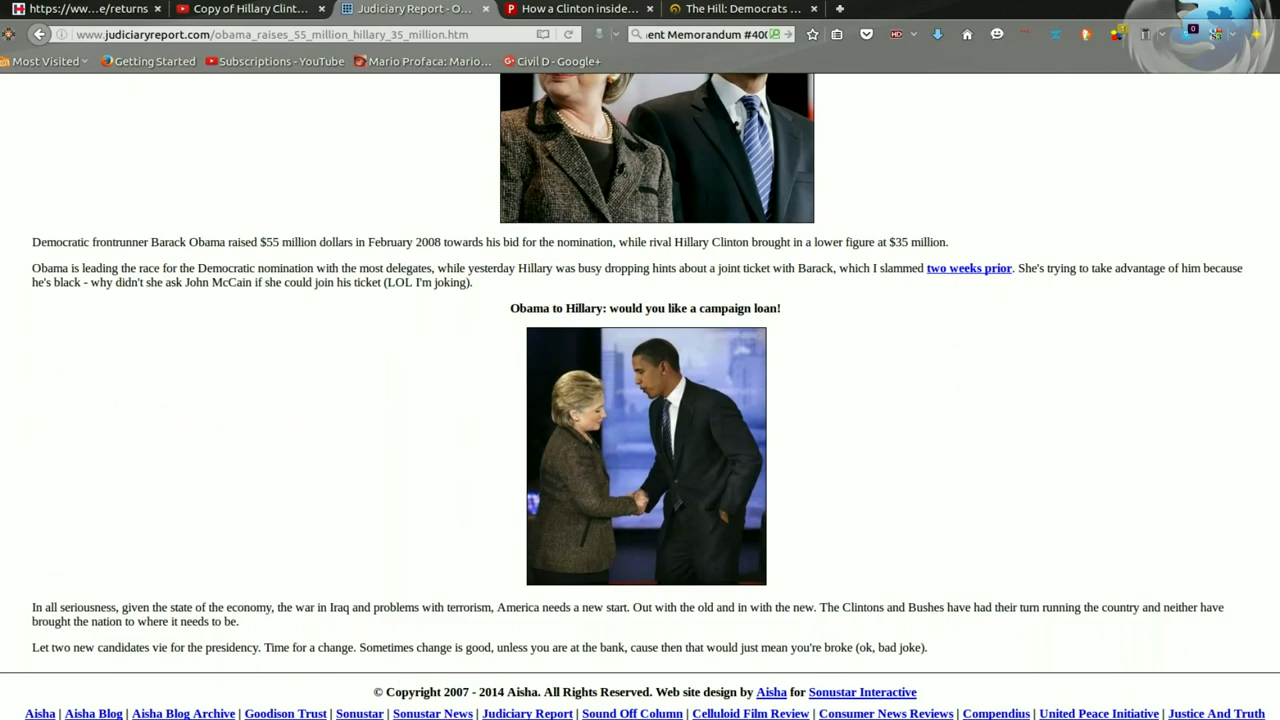 https://ww...e/returns
Copy of Hillary Clint...
Judiciary Report - O...
How a Clinton inside...
The Hill: Democrats ...
www.judiciaryreport.com/obama_raises_55_million_hillary_35_million.htm
ent Memorandum #400
HD
0
Most Visited
Getting Started
Subscriptions - YouTube
Mario Profaca: Mario...
Civil D - Google+
Democratic frontrunner Barack Obama raised $55 million dollars in February 2008 towards his bid for the nomination, while rival Hillary Clinton brought in a lower figure at $35 million.
Obama is leading the race for the Democratic nomination with the most delegates, while yesterday Hillary was busy dropping hints about a joint ticket with Barack, which I slammed two weeks prior. She's trying to take advantage of him because
he's black - why didn't she ask John McCain if she could join his ticket (LOL I'm joking).
Obama to Hillary: would you like a campaign loan!
In all seriousness, given the state of the economy, the war in Iraq and problems with terrorism, America needs a new start. Out with the old and in with the new. The Clintons and Bushes have had their turn running the country and neither have
brought the nation to where it needs to be.
Let two new candidates vie for the presidency. Time for a change. Sometimes change is good, unless you are at the bank, cause then that would just mean you're broke (ok, bad joke).
© Copyright 2007 - 2014 Aisha. All Rights Reserved. Web site design by Aisha for Sonustar Interactive
Aisha | Aisha Blog | Aisha Blog Archive | Goodison Trust | Sonustar | Sonustar News | Judiciary Report | Sound Off Column | Celluloid Film Review | Consumer News Reviews | Compendius | United Peace Initiative | Justice And Truth